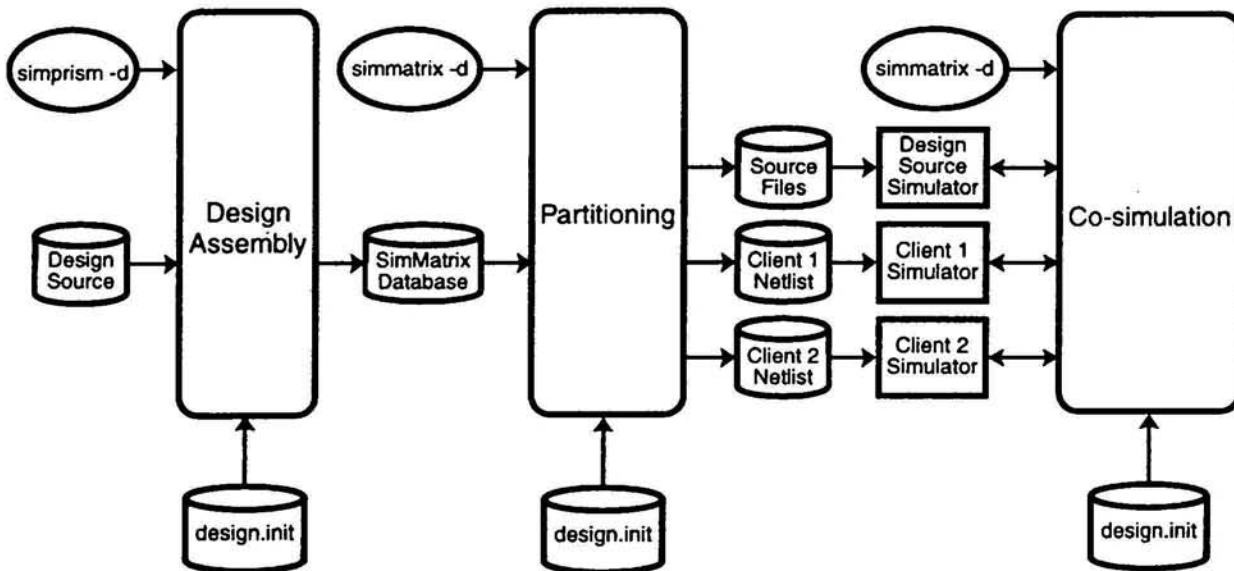 simprism -d
simmatrix -d
simmatrix -d
Design
Assembly
Partitioning
Co-simulation
Design
Source
SimMatrix
Database
Source
Files
Design
Source
Simulator
Client 1
Netlist
Client 1
Simulator
Client 2
Netlist
Client 2
Simulator
design.init
design.init
design.init